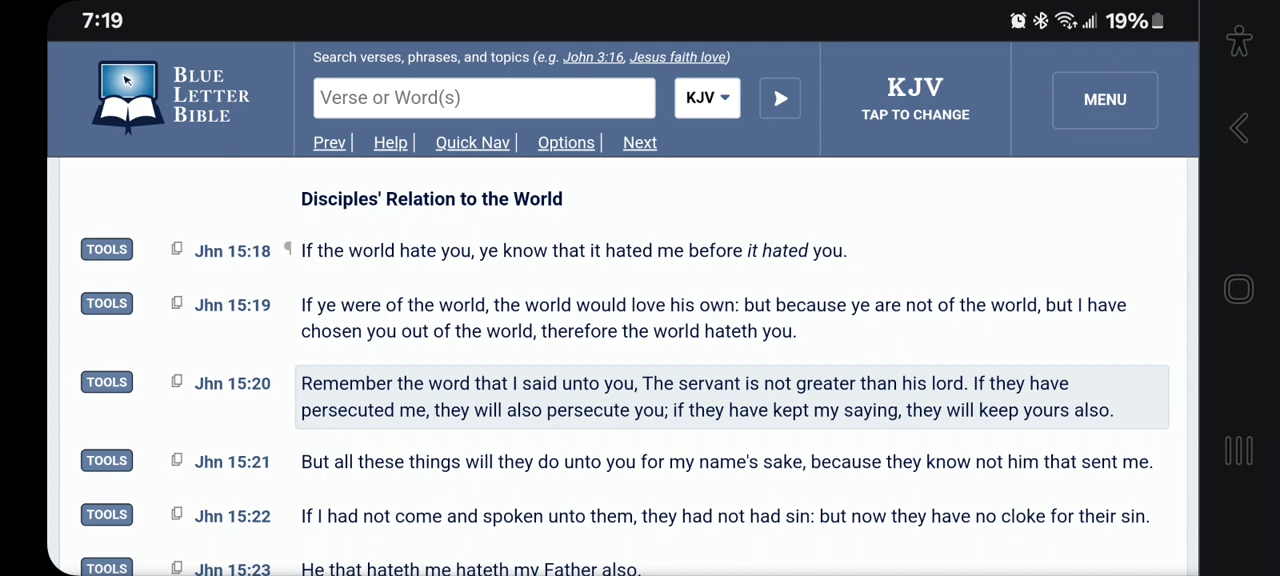 7:19
19%
BLUE
LETTER
BIBLE
Search verses, phrases, and topics (e.g. John 3:16, Jesus faith love)
Verse or Word(s)
KJV
Prev | Help | Quick Nav | Options | Next
KJV
TAP TO CHANGE
MENU
Disciples' Relation to the World
TOOLS Jhn 15:18 ¶ If the world hate you, ye know that it hated me before it hated you.
TOOLS Jhn 15:19 If ye were of the world, the world would love his own: but because ye are not of the world, but I have
chosen you out of the world, therefore the world hateth you.
TOOLS Jhn 15:20 Remember the word that I said unto you, The servant is not greater than his lord. If they have
persecuted me, they will also persecute you; if they have kept my saying, they will keep yours also.
TOOLS Jhn 15:21 But all these things will they do unto you for my name's sake, because they know not him that sent me.
TOOLS Jhn 15:22 If I had not come and spoken unto them, they had not had sin: but now they have no cloke for their sin.
TOOLS Jhn 15:23 He that hateth me hateth my Father also.